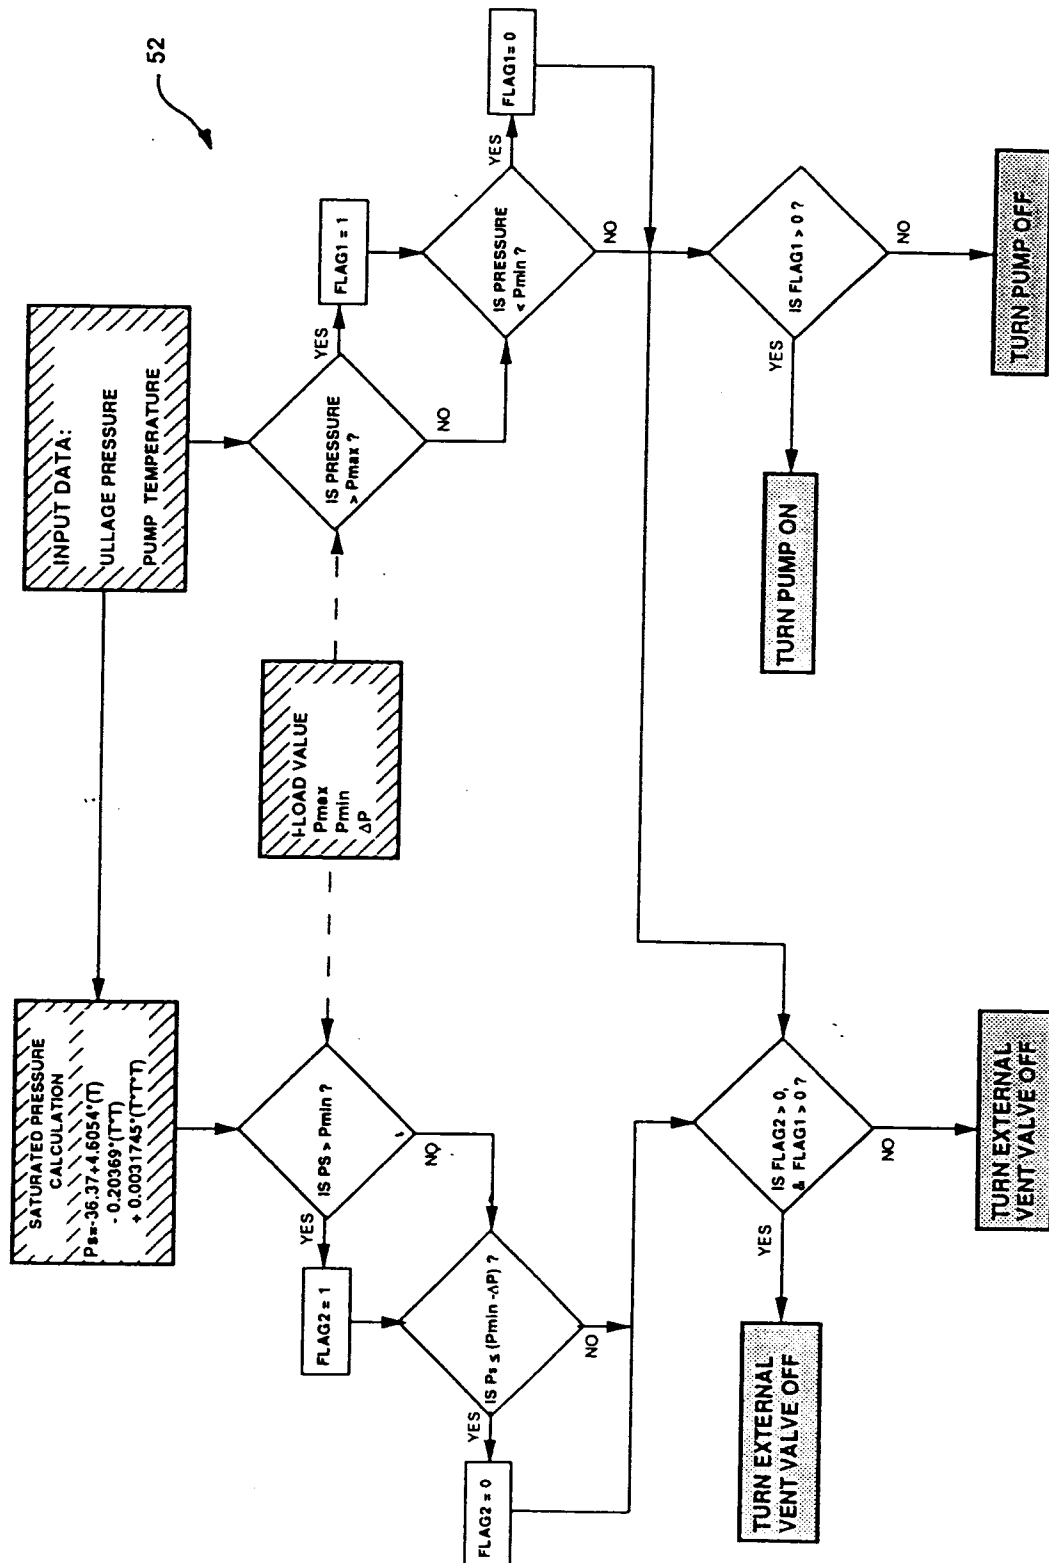 52
INPUT DATA:
ULLAGE PRESSURE
PUMP TEMPERATURE
SATURATED PRESSURE
CALCULATION
Ps=-36.37+4.6054*(T)
- 0.20369*(T*T)
+ 0.0031745*(T*T*T)
I-LOAD VALUE
Pmax
Pmin
ΔP
IS PRESSURE
> Pmax ?
YES
NO
FLAG1 = 1
IS PRESSURE
< Pmin ?
YES
NO
FLAG1= 0
IS PS > Pmin ?
YES
NO
FLAG2 = 1
IS Ps ≤ (Pmin -ΔP) ?
YES
NO
FLAG2 = 0
IS FLAG1 > 0 ?
YES
NO
TURN PUMP ON
TURN PUMP OFF
IS FLAG2 > 0,
& FLAG1 > 0 ?
YES
NO
TURN EXTERNAL
VENT VALVE OFF
TURN EXTERNAL
VENT VALVE OFF